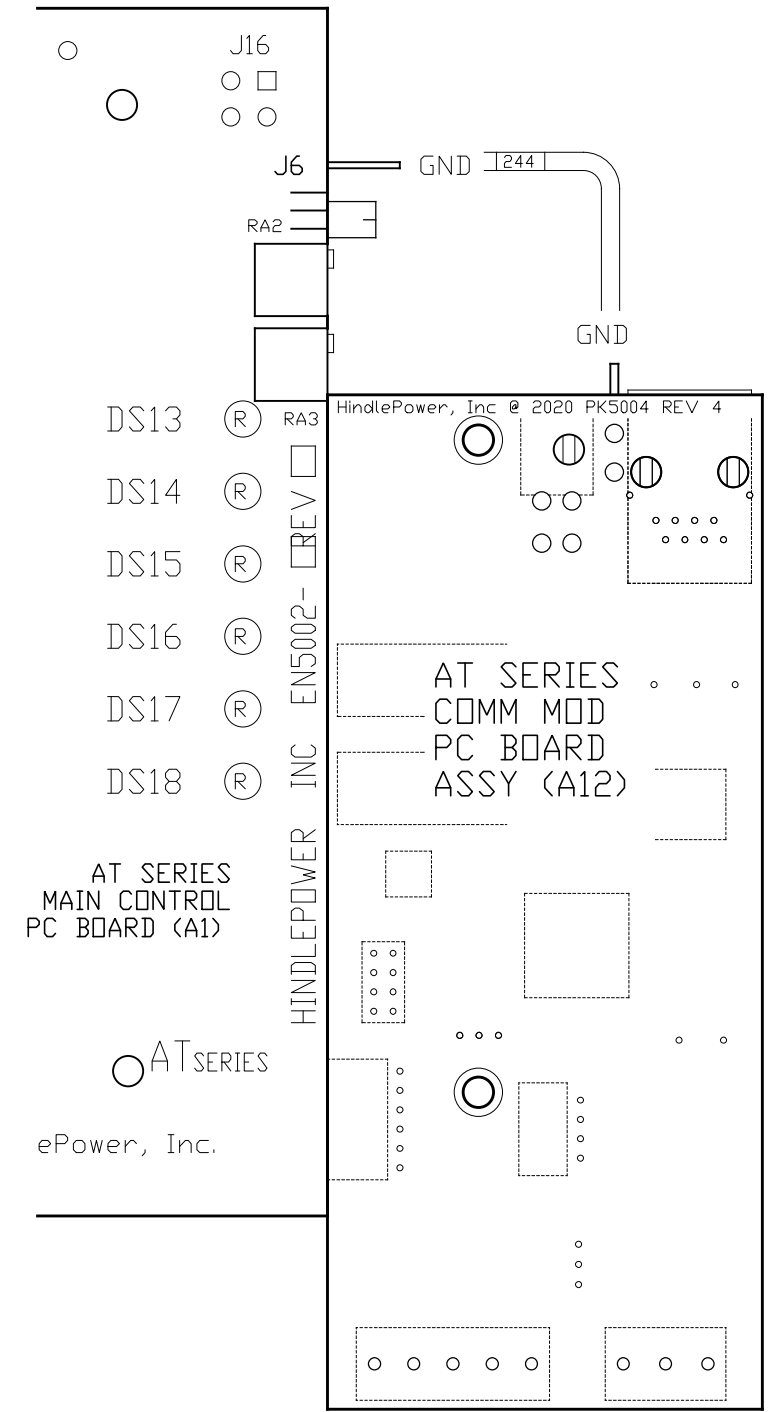 J16
J6
GND
244
RA2
GND
HindlePower, Inc @ 2020 PK5004 REV 4
DS13
R
RA3
DS14
R
DS15
R
DS16
R
DS17
R
DS18
R
HINDLEPOWER INC EN5002- REV
AT SERIES
COMM MOD
PC BOARD
ASSY (A12)
AT SERIES
MAIN CONTROL
PC BOARD (A1)
ATSERIES
ePower, Inc.